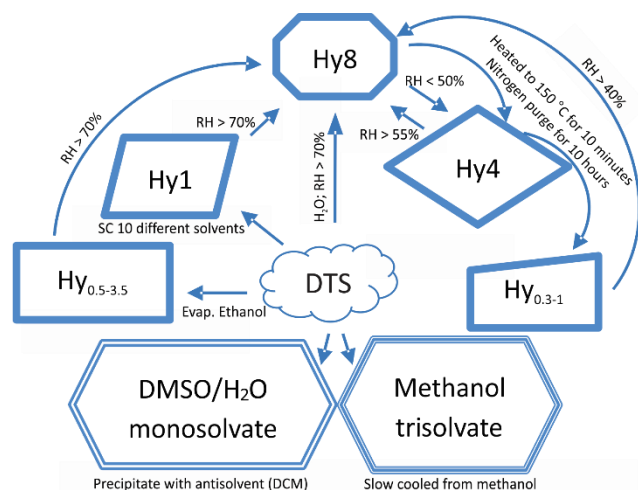 Hy8
RH > 70%
RH < 50%
RH > 55%
Heated to 150 °C for 10 minutes
Nitrogen purge for 10 hours
RH > 40%
RH > 70%
H₂O; RH > 70%
Hy1
Hy4
SC 10 different solvents
Hy₀.₅₋₃.₅
DTS
Hy₀.₃₋₁
Evap. Ethanol
DMSO/H₂O
monosolvate
Methanol
trisolvate
Precipitate with antisolvent (DCM)
Slow cooled from methanol